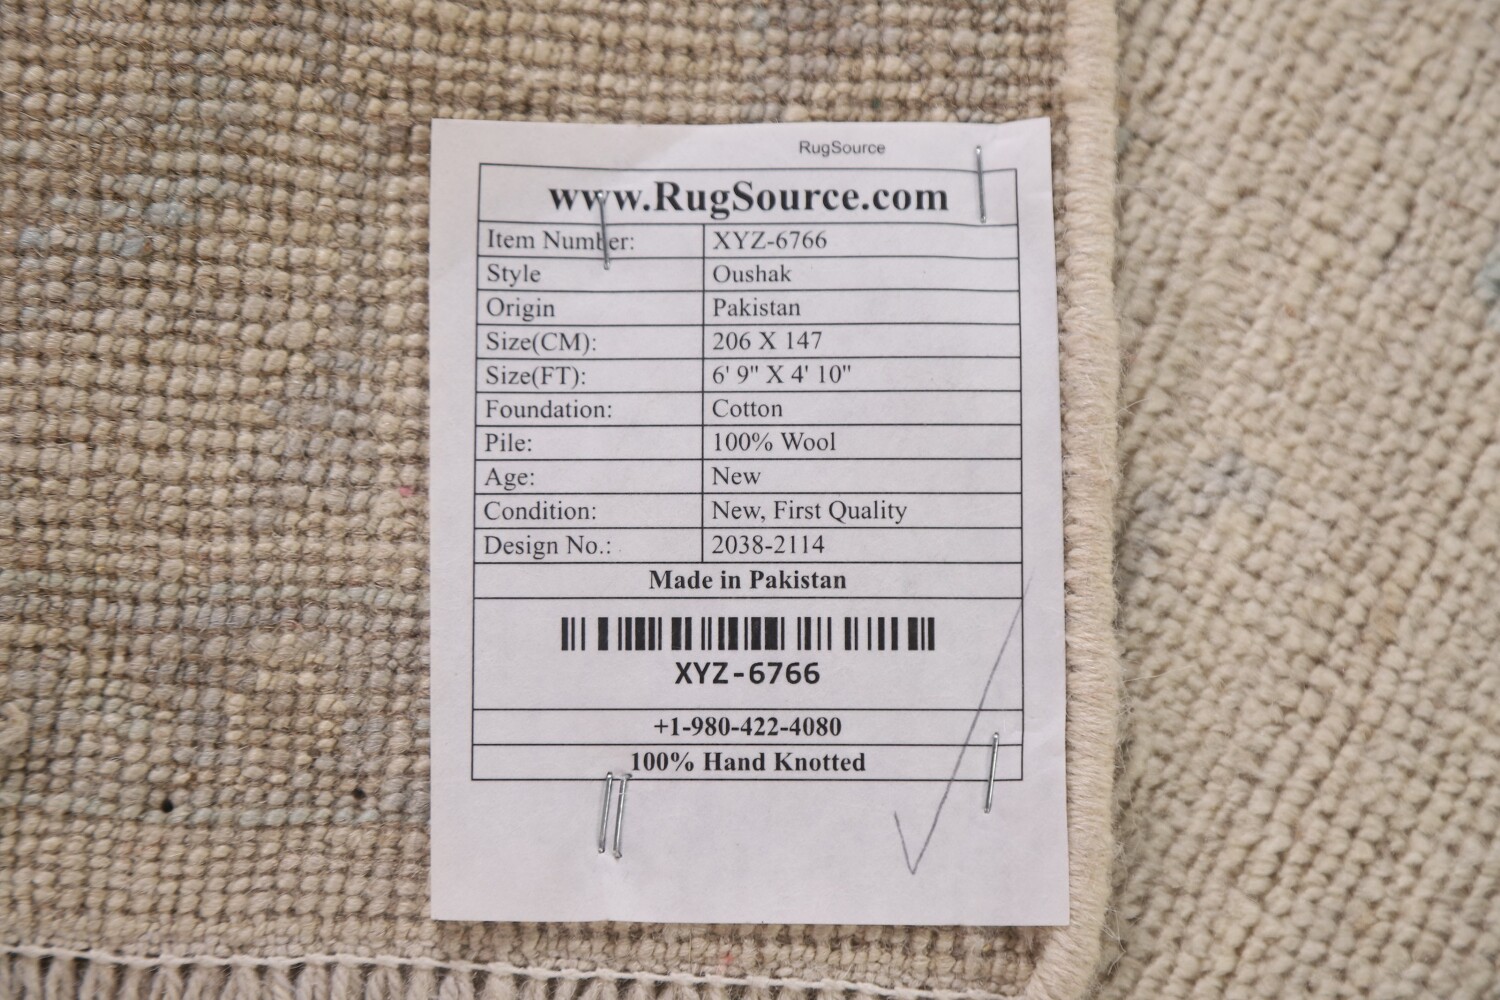 RugSource
www.RugSource.com
Item Number: XYZ-6766
Style Oushak
Origin Pakistan
Size(CM): 206 X 147
Size(FT): 6' 9" X 4' 10"
Foundation: Cotton
Pile: 100% Wool
Age: New
Condition: New, First Quality
Design No.: 2038-2114
Made in Pakistan
XYZ-6766
+1-980-422-4080
100% Hand Knotted